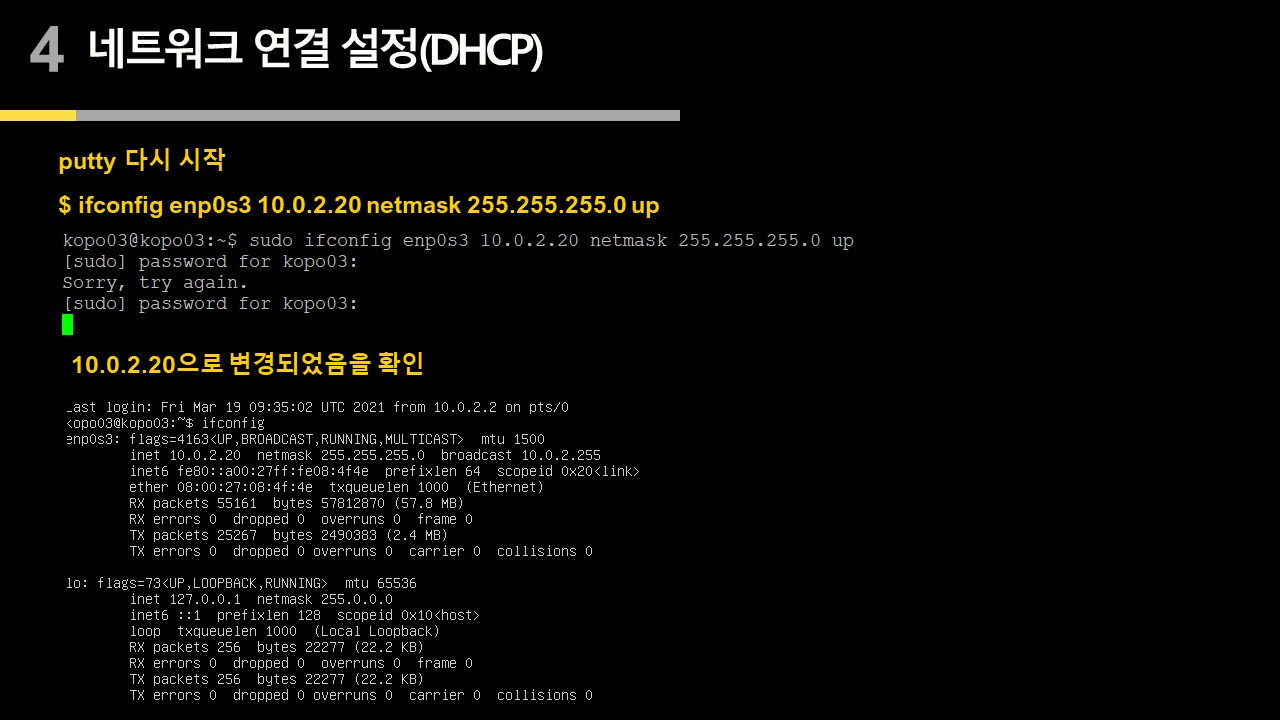 4 네트워크 연결 설정(DHCP)
putty 다시 시작
$ ifconfig enp0s3 10.0.2.20 netmask 255.255.255.0 up
kopo03@kopo03:~$ sudo ifconfig enp0s3 10.0.2.20 netmask 255.255.255.0 up
[sudo] password for kopo03:
Sorry, try again.
[sudo] password for kopo03:
10.0.2.20으로 변경되었음을 확인
Last login: Fri Mar 19 09:35:02 UTC 2021 from 10.0.2.2 on pts/0
kopo03@kopo03:~$ ifconfig
enp0s3: flags=4163<UP,BROADCAST,RUNNING,MULTICAST>  mtu 1500
inet 10.0.2.20  netmask 255.255.255.0  broadcast 10.0.2.255
inet6 fe80::a00:27ff:fe08:4f4e  prefixlen 64  scopeid 0x20<link>
ether 08:00:27:08:4f:4e  txqueuelen 1000  (Ethernet)
RX packets 55161  bytes 57812870 (57.8 MB)
RX errors 0  dropped 0  overruns 0  frame 0
TX packets 25267  bytes 2490383 (2.4 MB)
TX errors 0  dropped 0 overruns 0  carrier 0  collisions 0
lo: flags=73<UP,LOOPBACK,RUNNING>  mtu 65536
inet 127.0.0.1  netmask 255.0.0.0
inet6 ::1  prefixlen 128  scopeid 0x10<host>
loop  txqueuelen 1000  (Local Loopback)
RX packets 256  bytes 22277 (22.2 KB)
RX errors 0  dropped 0  overruns 0  frame 0
TX packets 256  bytes 22277 (22.2 KB)
TX errors 0  dropped 0 overruns 0  carrier 0  collisions 0